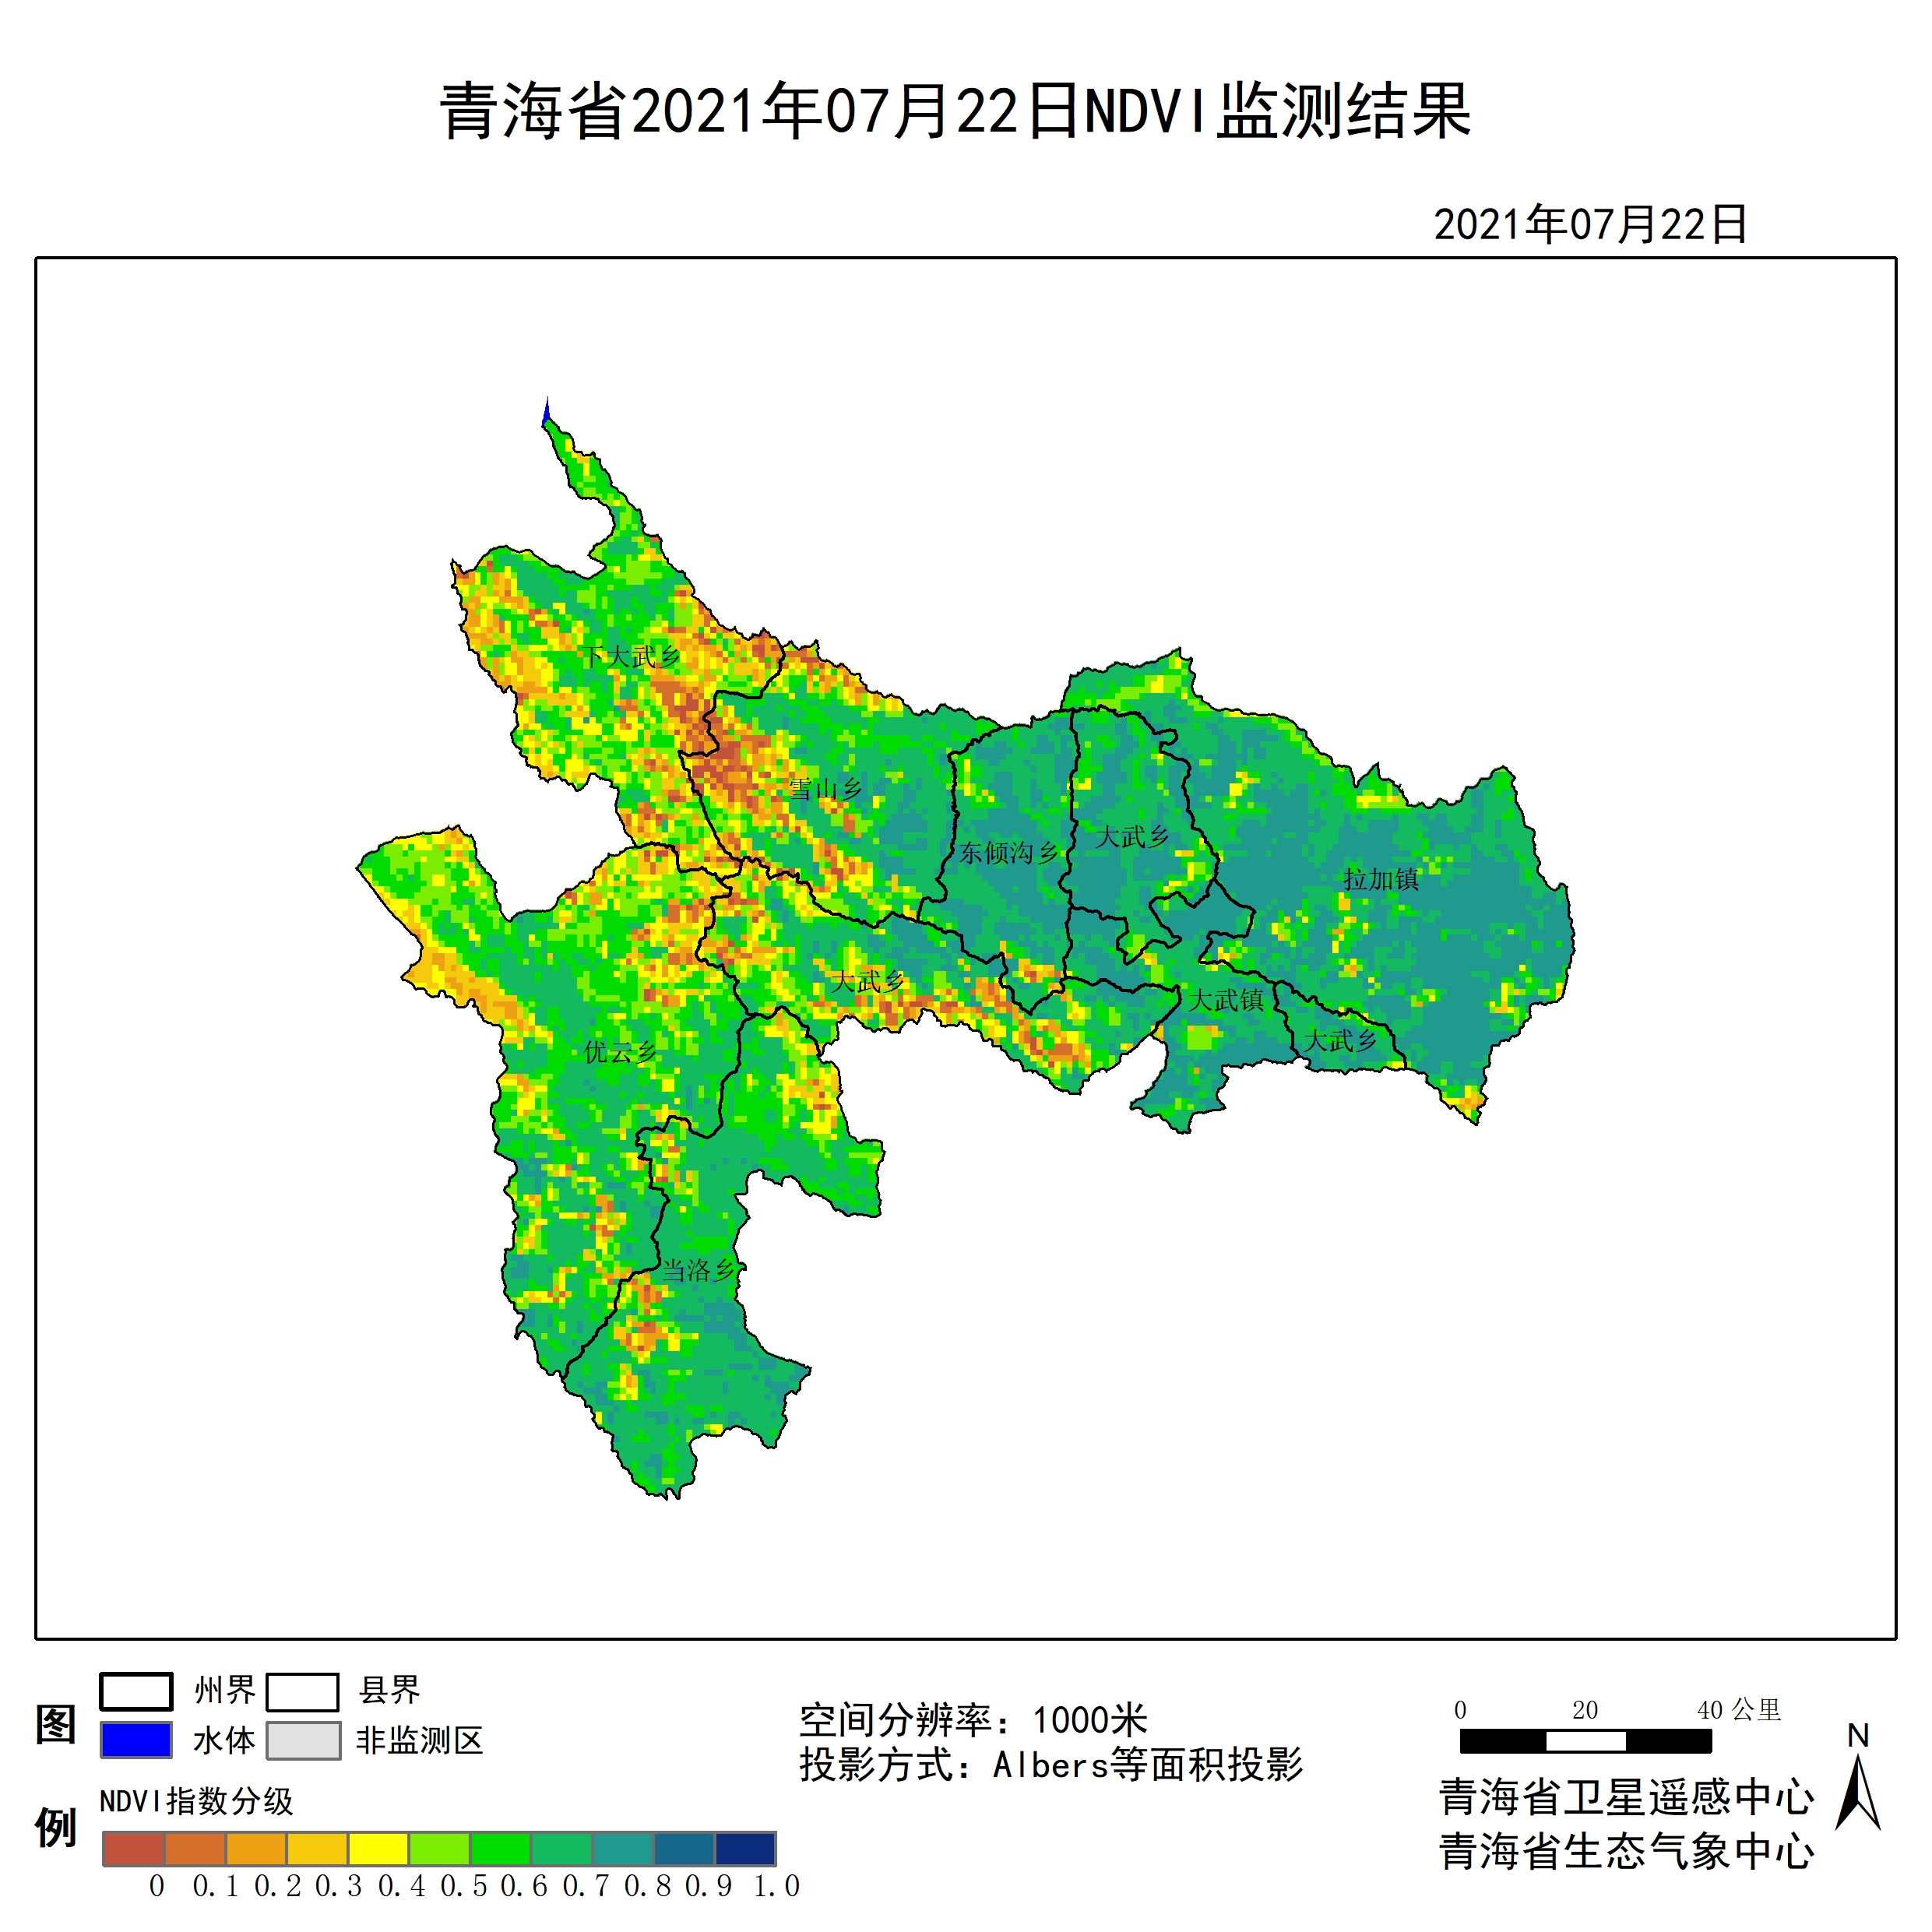 青海省2021年07月22日NDVI监测结果
2021年07月22日
下大武乡
雪山乡
东倾沟乡
大武乡
拉加镇
大武乡
大武镇
大武乡
优云乡
当洛乡
图例
州界 县界
水体 非监测区
NDVI指数分级
0 0.1 0.2 0.3 0.4 0.5 0.6 0.7 0.8 0.9 1.0
空间分辨率：1000米
投影方式：Albers等面积投影
0 20 40 公里
N
青海省卫星遥感中心
青海省生态气象中心